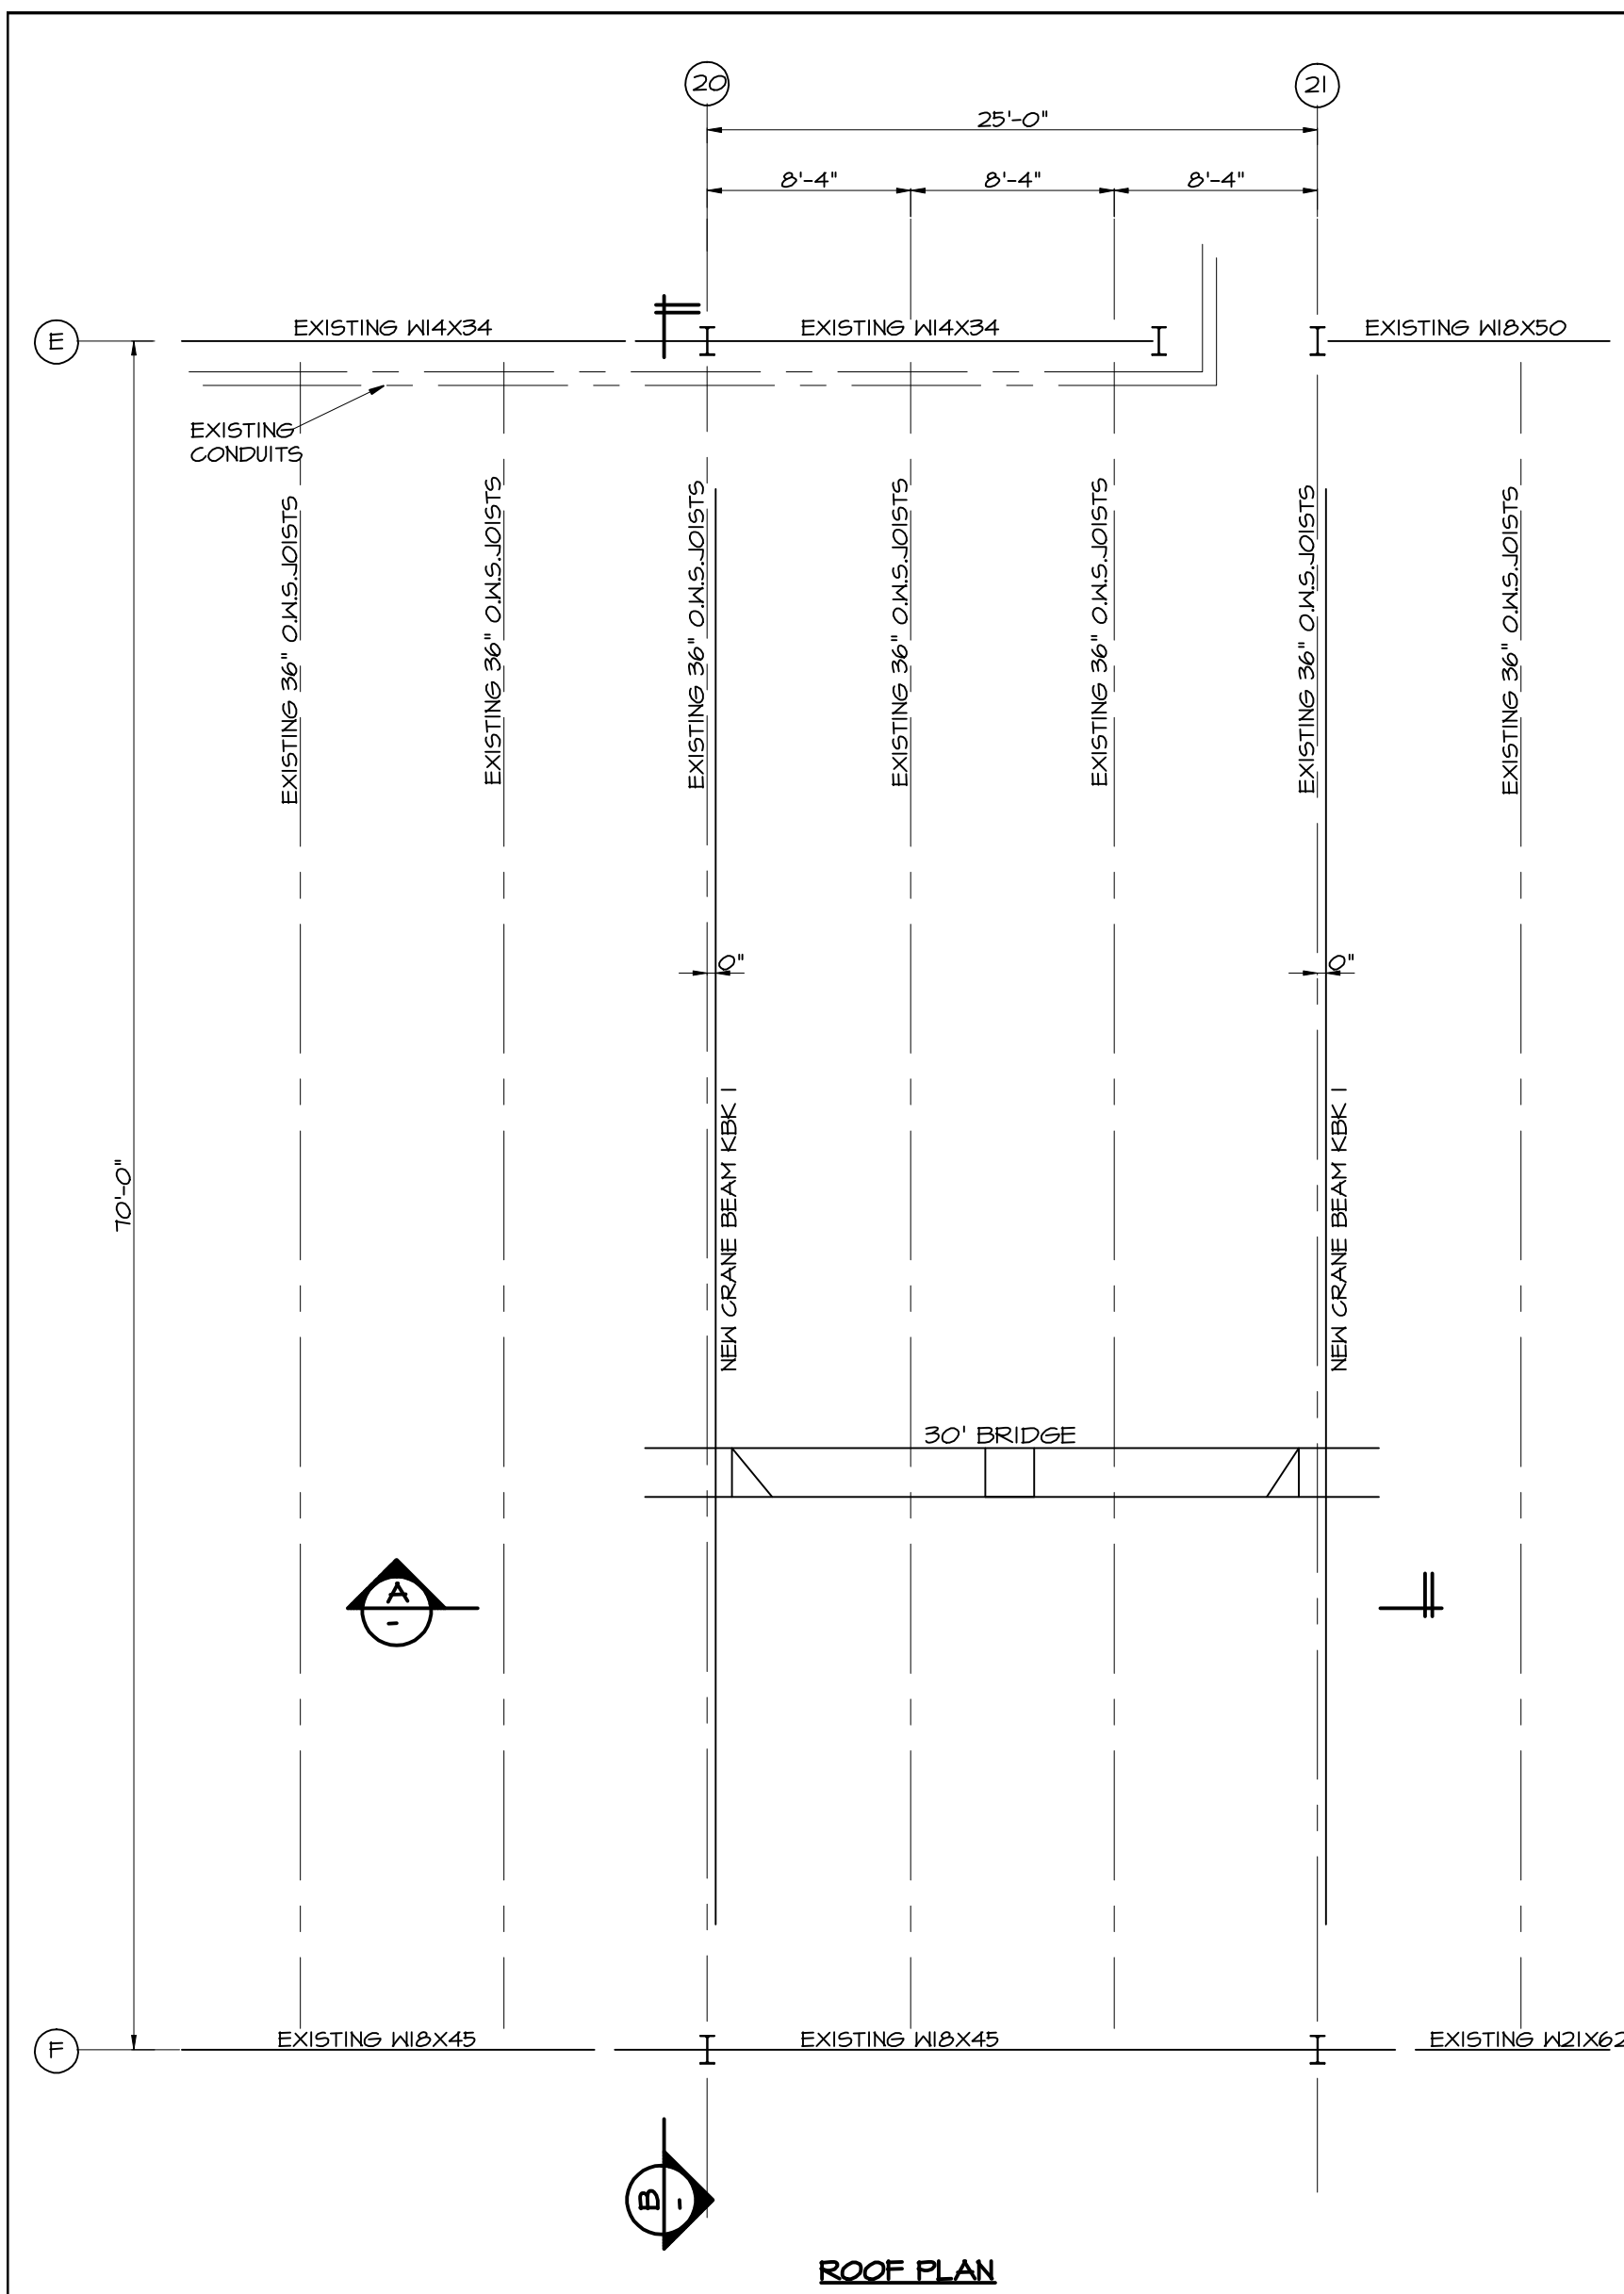 20
21
25'-0"
8'-4"
8'-4"
8'-4"
E
EXISTING W14X34
EXISTING W14X34
EXISTING W18X50
EXISTING
CONDUITS
EXISTING 36" O.W.S.JOISTS
EXISTING 36" O.W.S.JOISTS
EXISTING 36" O.W.S.JOISTS
EXISTING 36" O.W.S.JOISTS
EXISTING 36" O.W.S.JOISTS
EXISTING 36" O.W.S.JOISTS
EXISTING 36" O.W.S.JOISTS
0"
0"
70'-0"
NEW CRANE BEAM KBK I
NEW CRANE BEAM KBK I
30' BRIDGE
A
-
F
EXISTING W18X45
EXISTING W18X45
EXISTING W21X62
B
-
ROOF PLAN